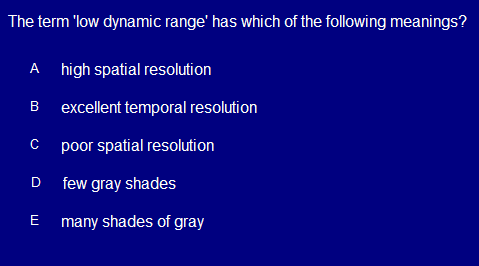 The term 'low dynamic range' has which of the following meanings?
A high spatial resolution
B excellent temporal resolution
C poor spatial resolution
D few gray shades
E many shades of gray